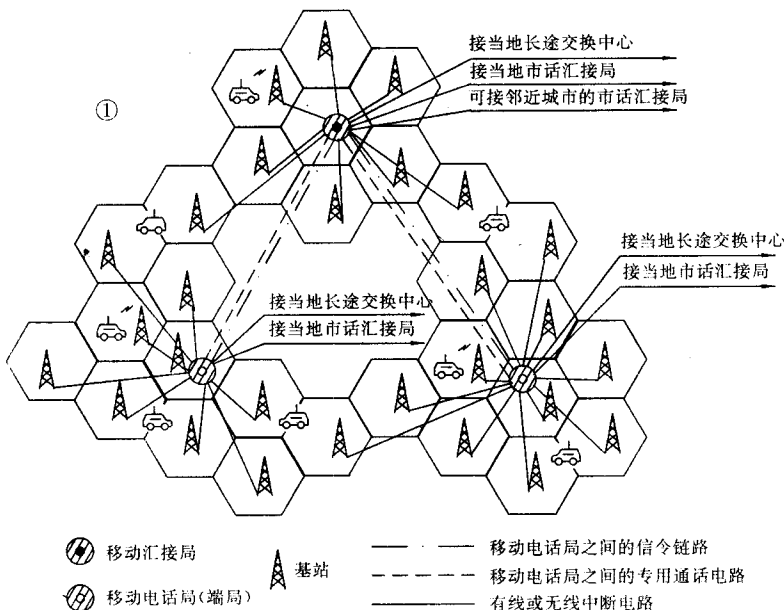 接当地长途交换中心
接当地市话汇接局
可接邻近城市的市话汇接局
①
接当地长途交换中心
接当地市话汇接局
接当地长途交换中心
接当地市话汇接局
移动汇接局
基站
移动电话局(端局)
移动电话局之间的信令链路
移动电话局之间的专用通话电路
有线或无线中断电路